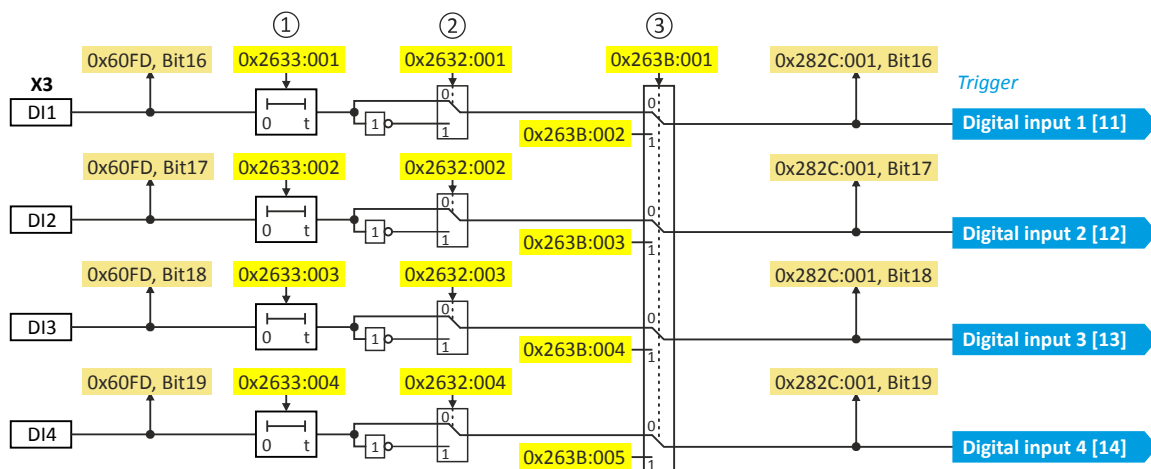 ① ② ③
0x60FD, Bit16 0x2633:001 0x2632:001 0x263B:001 0x282C:001, Bit16
X3 Trigger
DI1 0 t 1 0 1 0 1 Digital input 1 [11]
0x263B:002
0x60FD, Bit17 0x2633:002 0x2632:002 0x282C:001, Bit17
DI2 0 t 1 0 1 0 1 Digital input 2 [12]
0x263B:003
0x60FD, Bit18 0x2633:003 0x2632:003 0x282C:001, Bit18
DI3 0 t 1 0 1 0 1 Digital input 3 [13]
0x263B:004
0x60FD, Bit19 0x2633:004 0x2632:004 0x282C:001, Bit19
DI4 0 t 1 0 1 0 1 Digital input 4 [14]
0x263B:005